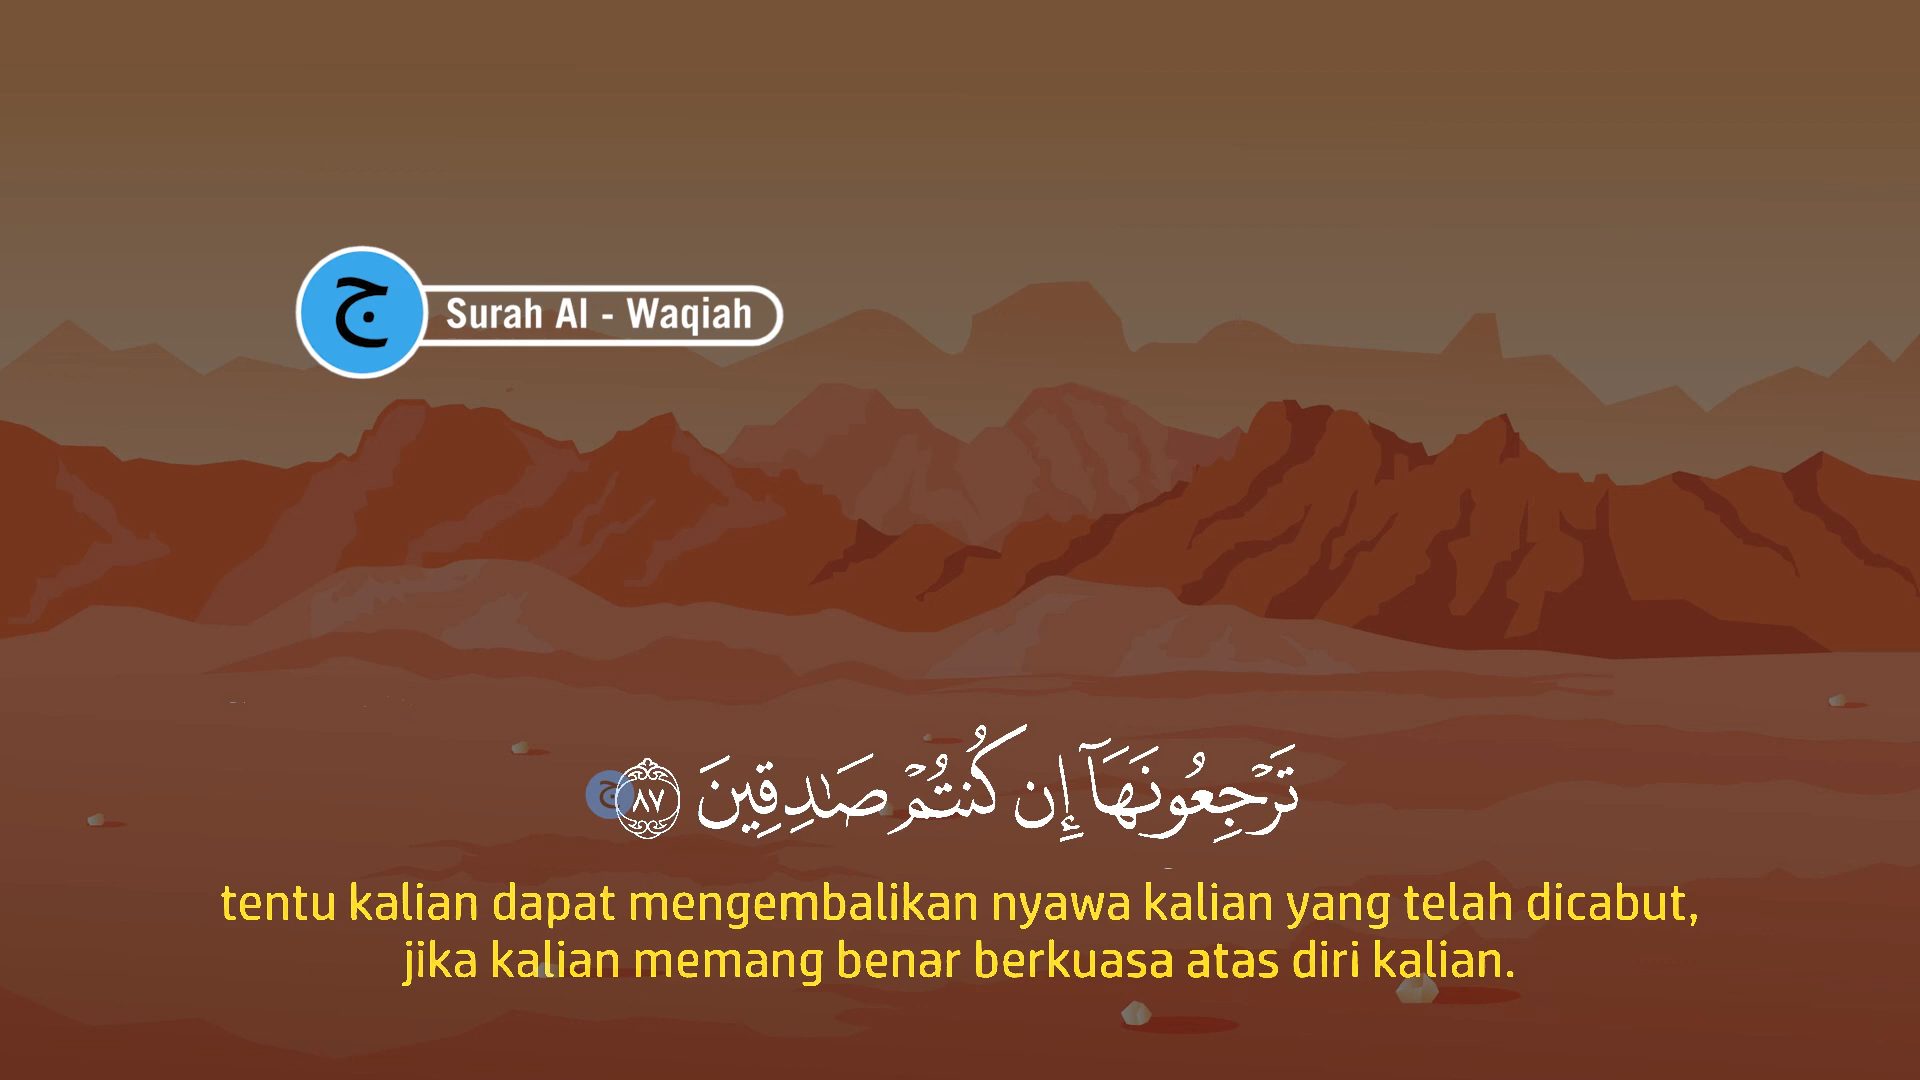 ج
Surah Al - Waqiah
تَرْجِعُونَهَآ إِن كُنتُمْ صَـٰدِقِينَ ٨٧
ج
tentu kalian dapat mengembalikan nyawa kalian yang telah dicabut,
jika kalian memang benar berkuasa atas diri kalian.